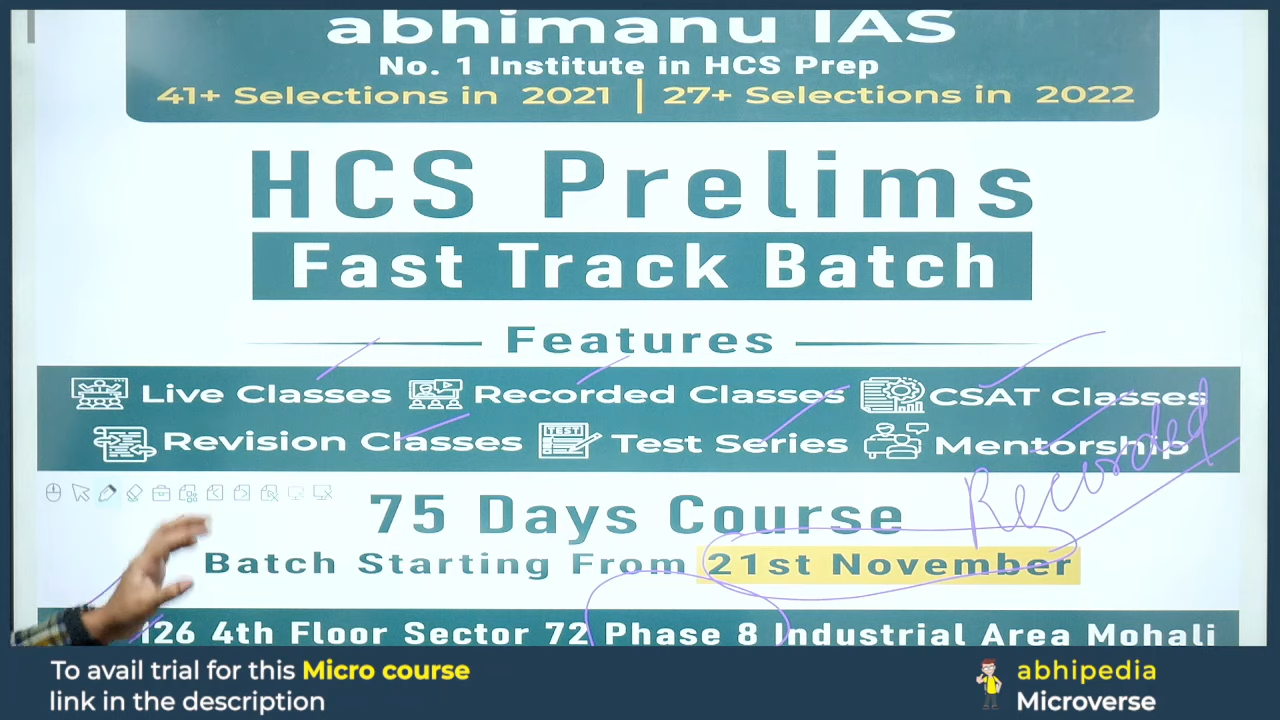 abhimanu IAS
No. 1 Institute in HCS Prep
41+ Selections in 2021 | 27+ Selections in 2022
HCS Prelims
Fast Track Batch
Features
Live Classes Recorded Classes CSAT Classes
Revision Classes TEST Test Series Mentorship
Recorded
75 Days Course
Batch Starting From 21st November
126 4th Floor Sector 72 Phase 8 Industrial Area Mohali
To avail trial for this Micro course
link in the description
abhipedia
Microverse